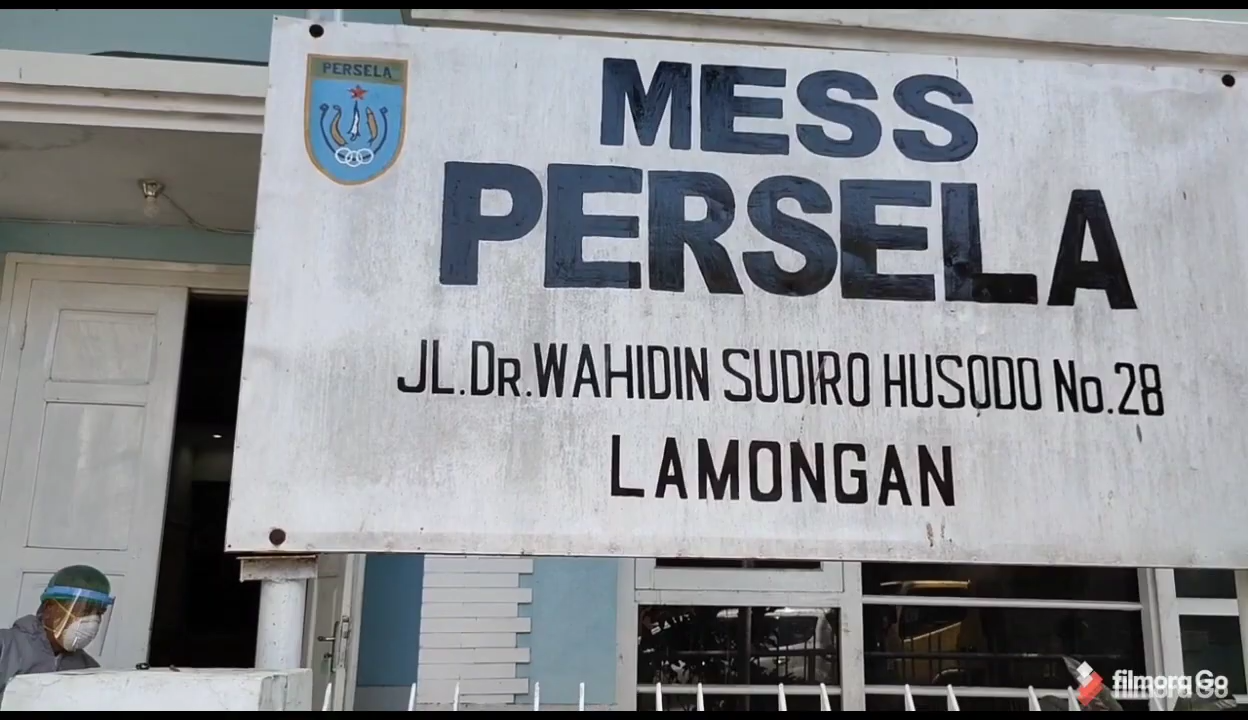 PERSELA
MESS
PERSELA
JL.DR.WAHIDIN SUDIRO HUSODO No.28
LAMONGAN
filmora Go